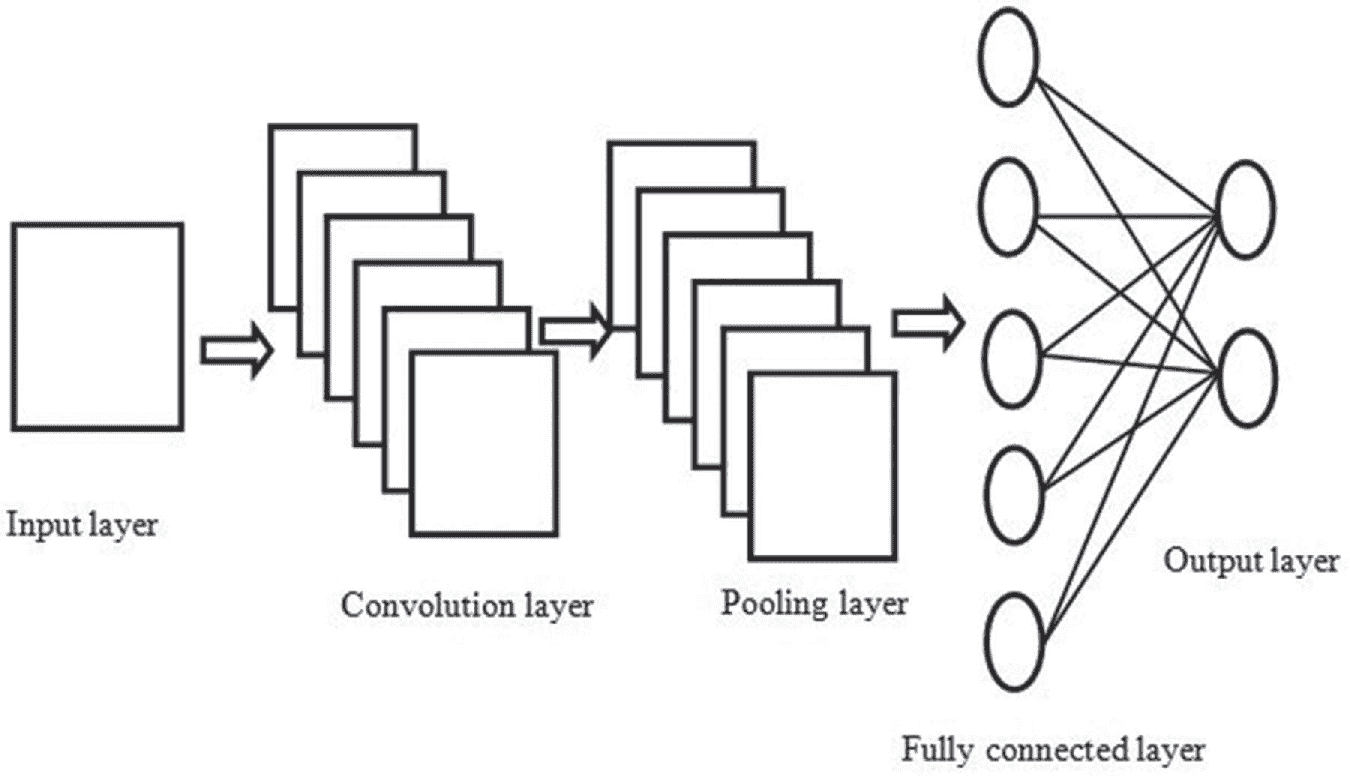 Input layer
Convolution layer
Pooling layer
Fully connected layer
Output layer